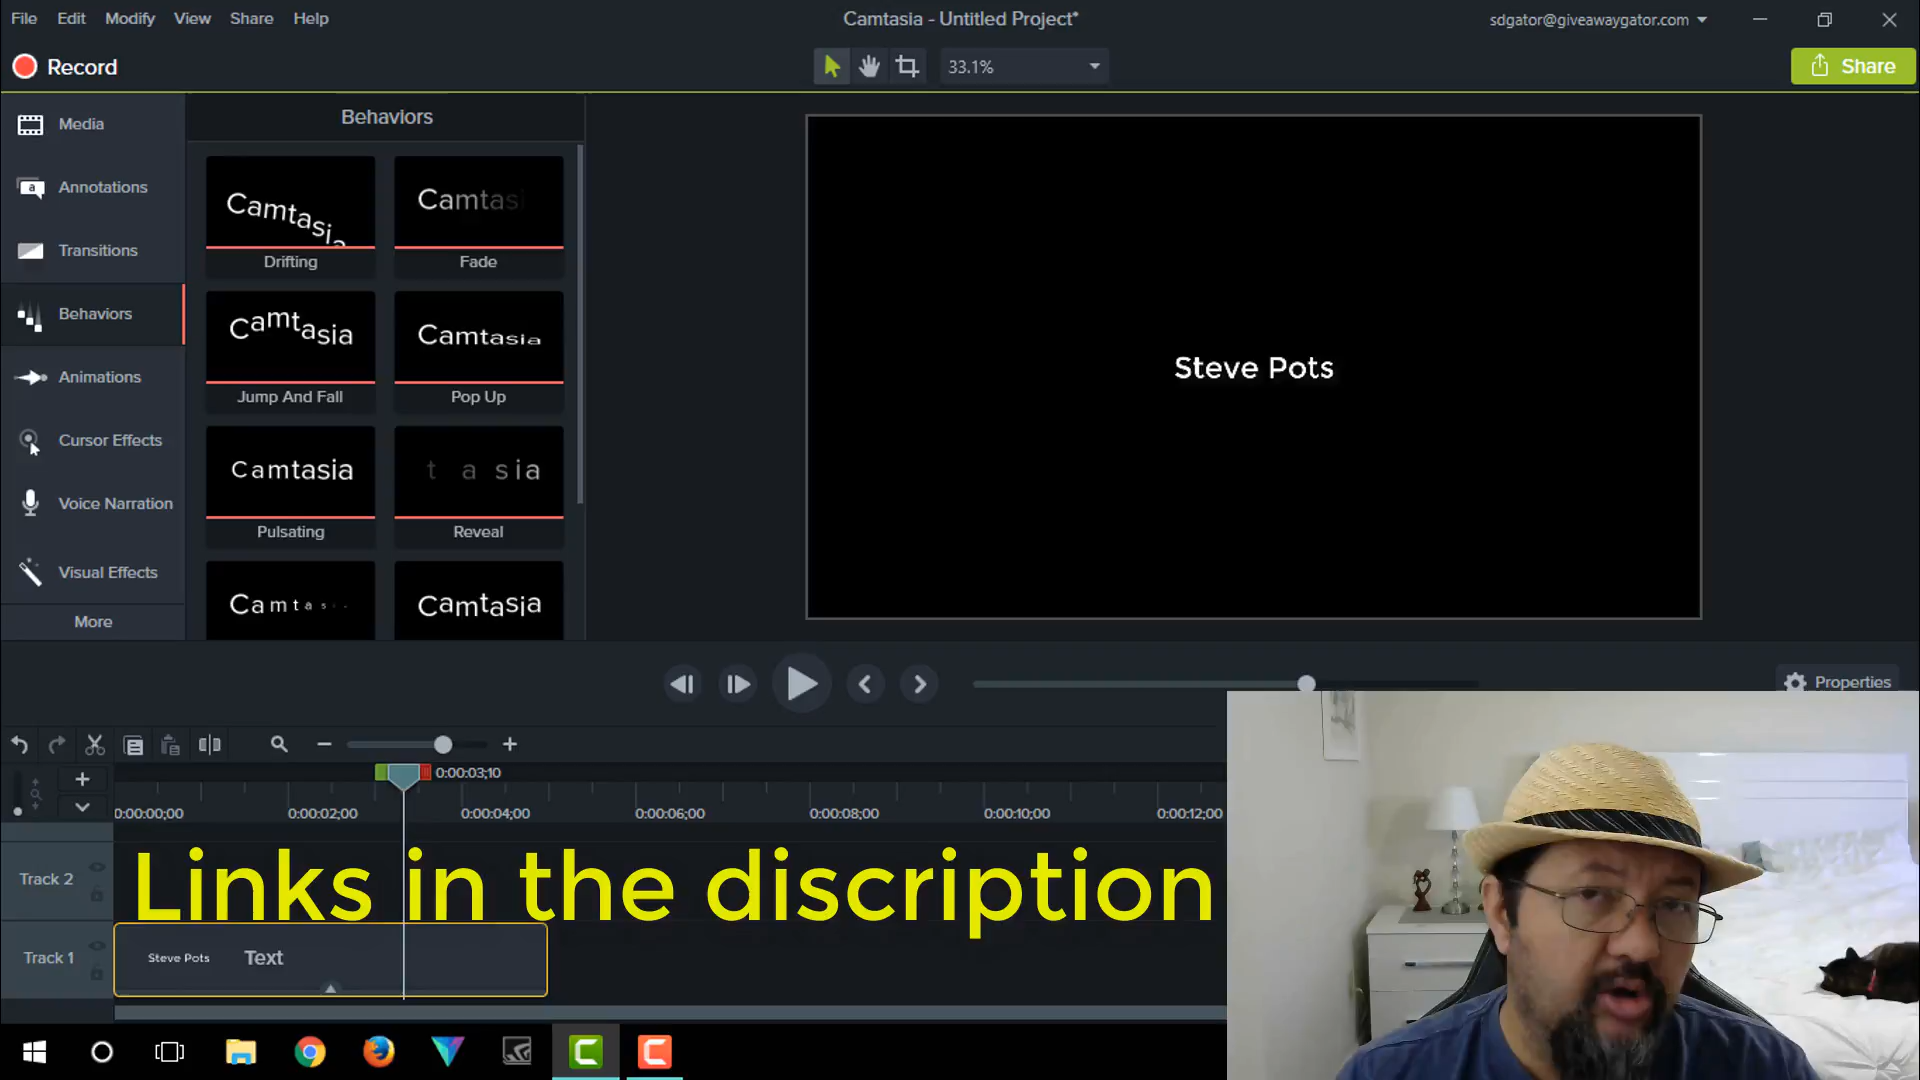 File Edit Modify View Share Help
Camtasia - Untitled Project*
sdgator@giveawaygator.com
Record
33.1%
Share
Media
Annotations
Transitions
Behaviors
Animations
Cursor Effects
Voice Narration
Visual Effects
More
Behaviors
Camtasia
Drifting
Camtasi
Fade
Camtasia
Jump And Fall
Camtasia
Pop Up
Camtasia
Pulsating
t a sia
Reveal
Camtas
Camtasia
Steve Pots
Properties
0:00:03;10
0:00:00;00 0:00:02;00 0:00:04;00 0:00:06;00 0:00:08;00 0:00:10;00 0:00:12;00
Track 2
Links in the discription
Track 1
Steve Pots Text